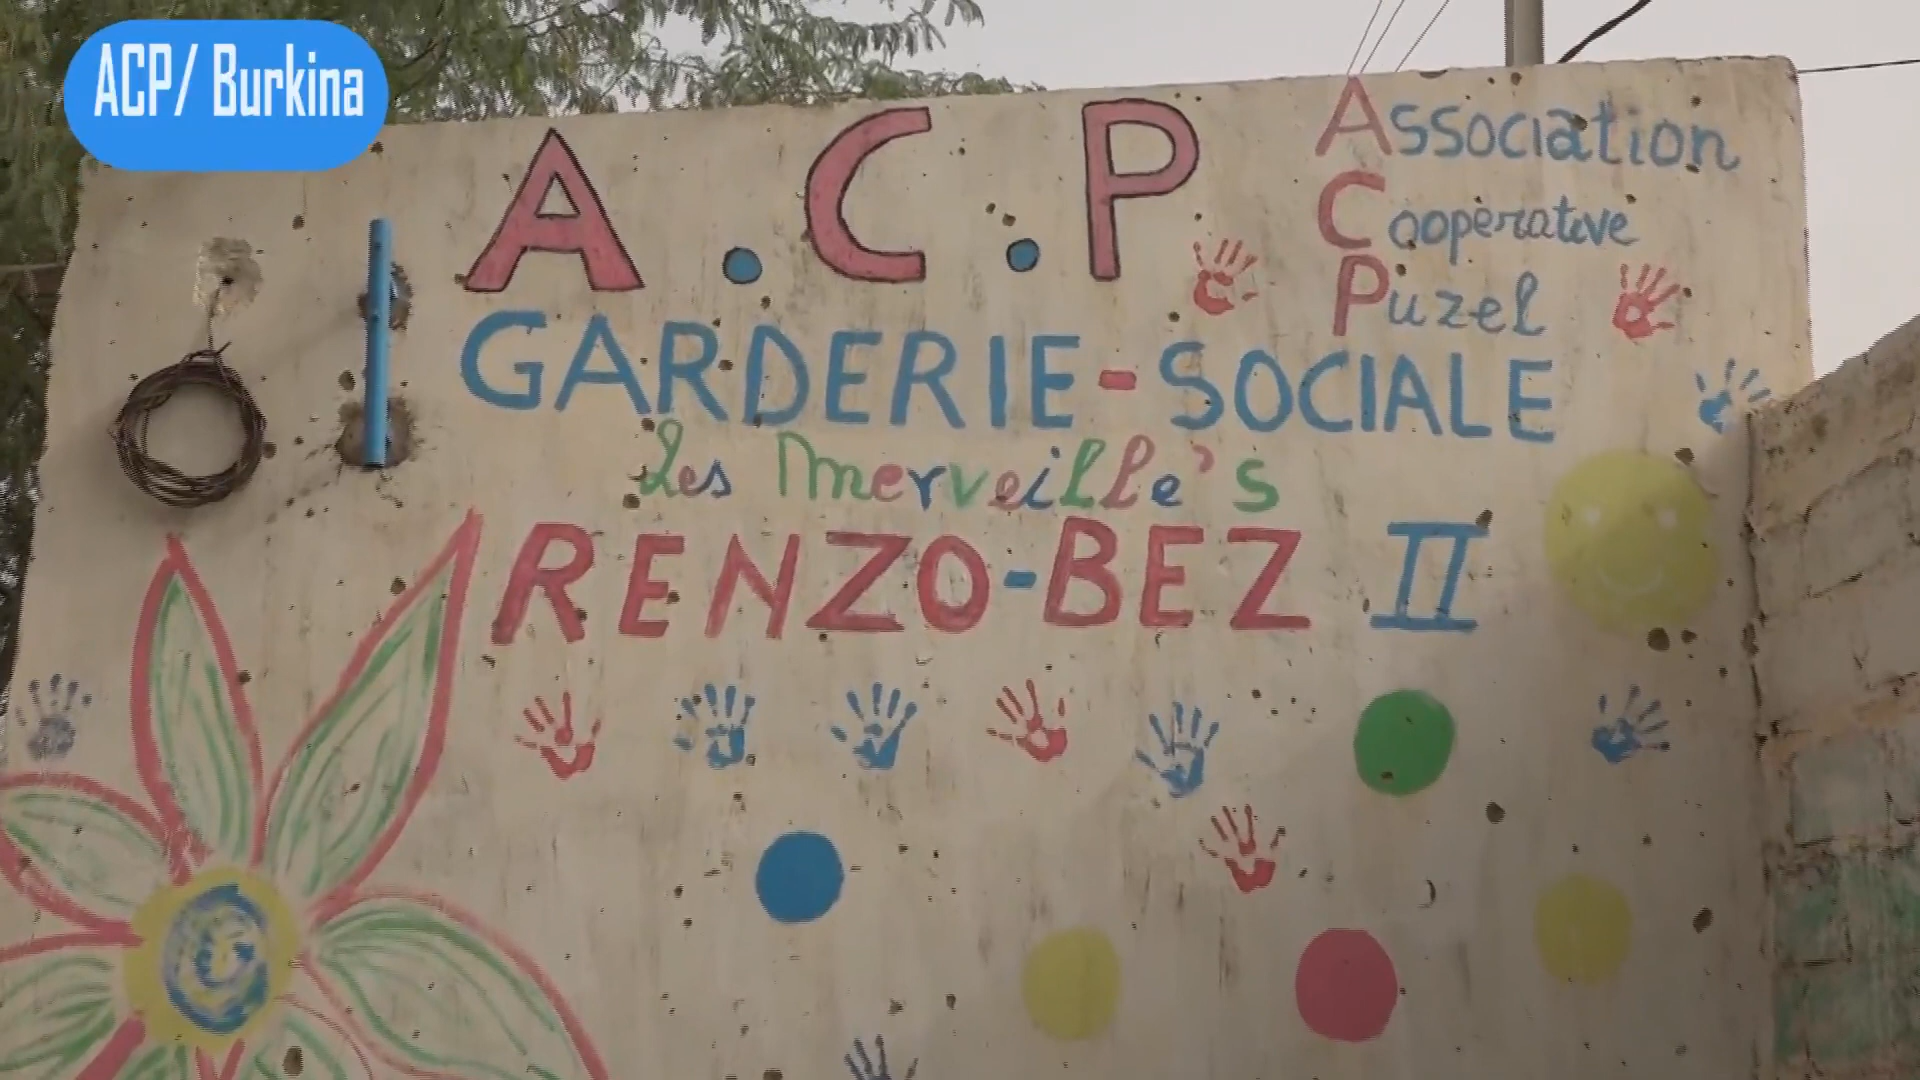 ACP/ Burkina
A.C.P
Association
Cooperative
Puzel
GARDERIE-SOCIALE
Les Merveille's
RENZO-BEZ II